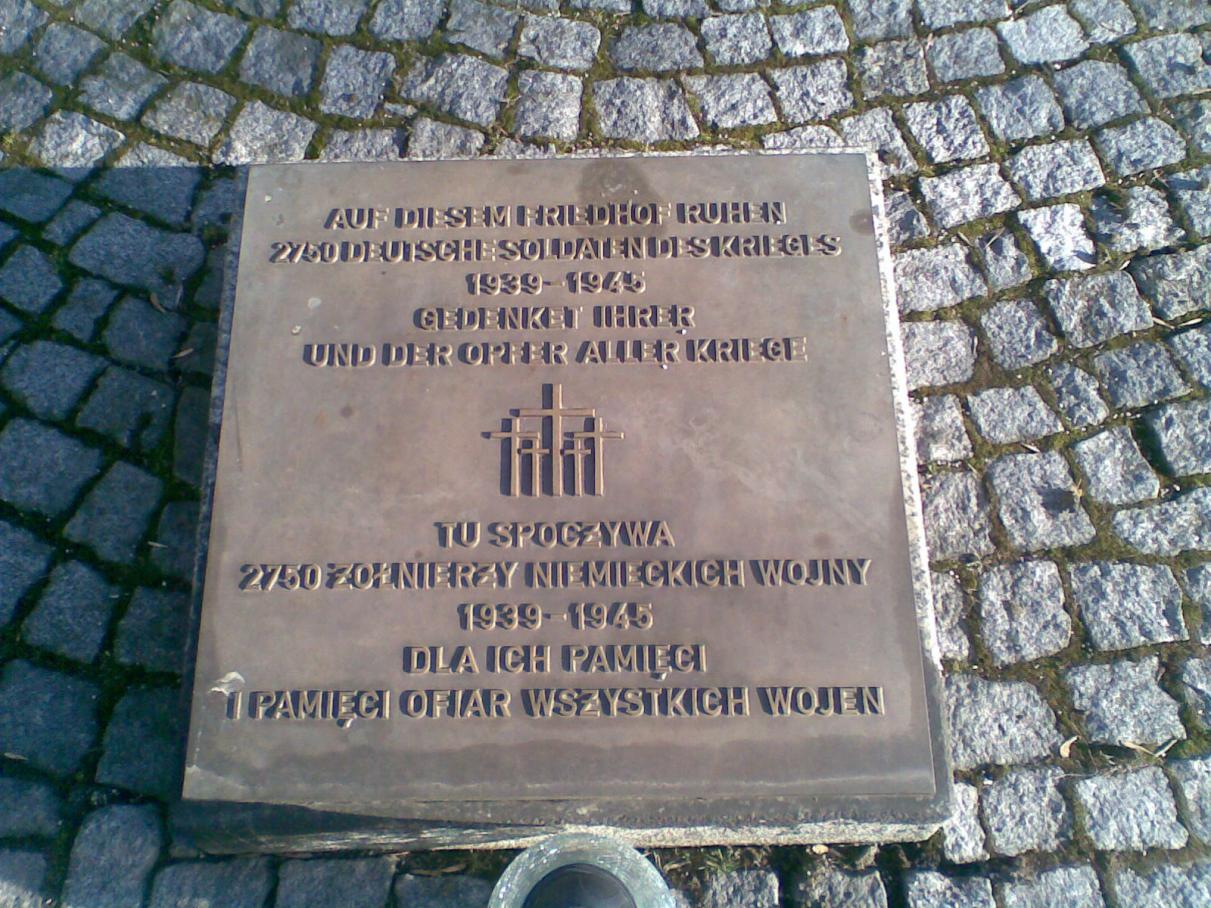 AUF DIESEM FRIEDHOF RUHEN
2750 DEUTSCHE SOLDATEN DES KRIEGES
1939 - 1945
GEDENKET IHRER
UND DER OPFER ALLER KRIEGE
TU SPOCZYWA
2750 ŻOŁNIERZY NIEMIECKICH WOJNY
1939 - 1945
DLA ICH PAMIĘCI
I PAMIĘCI OFIAR WSZYSTKICH WOJEN